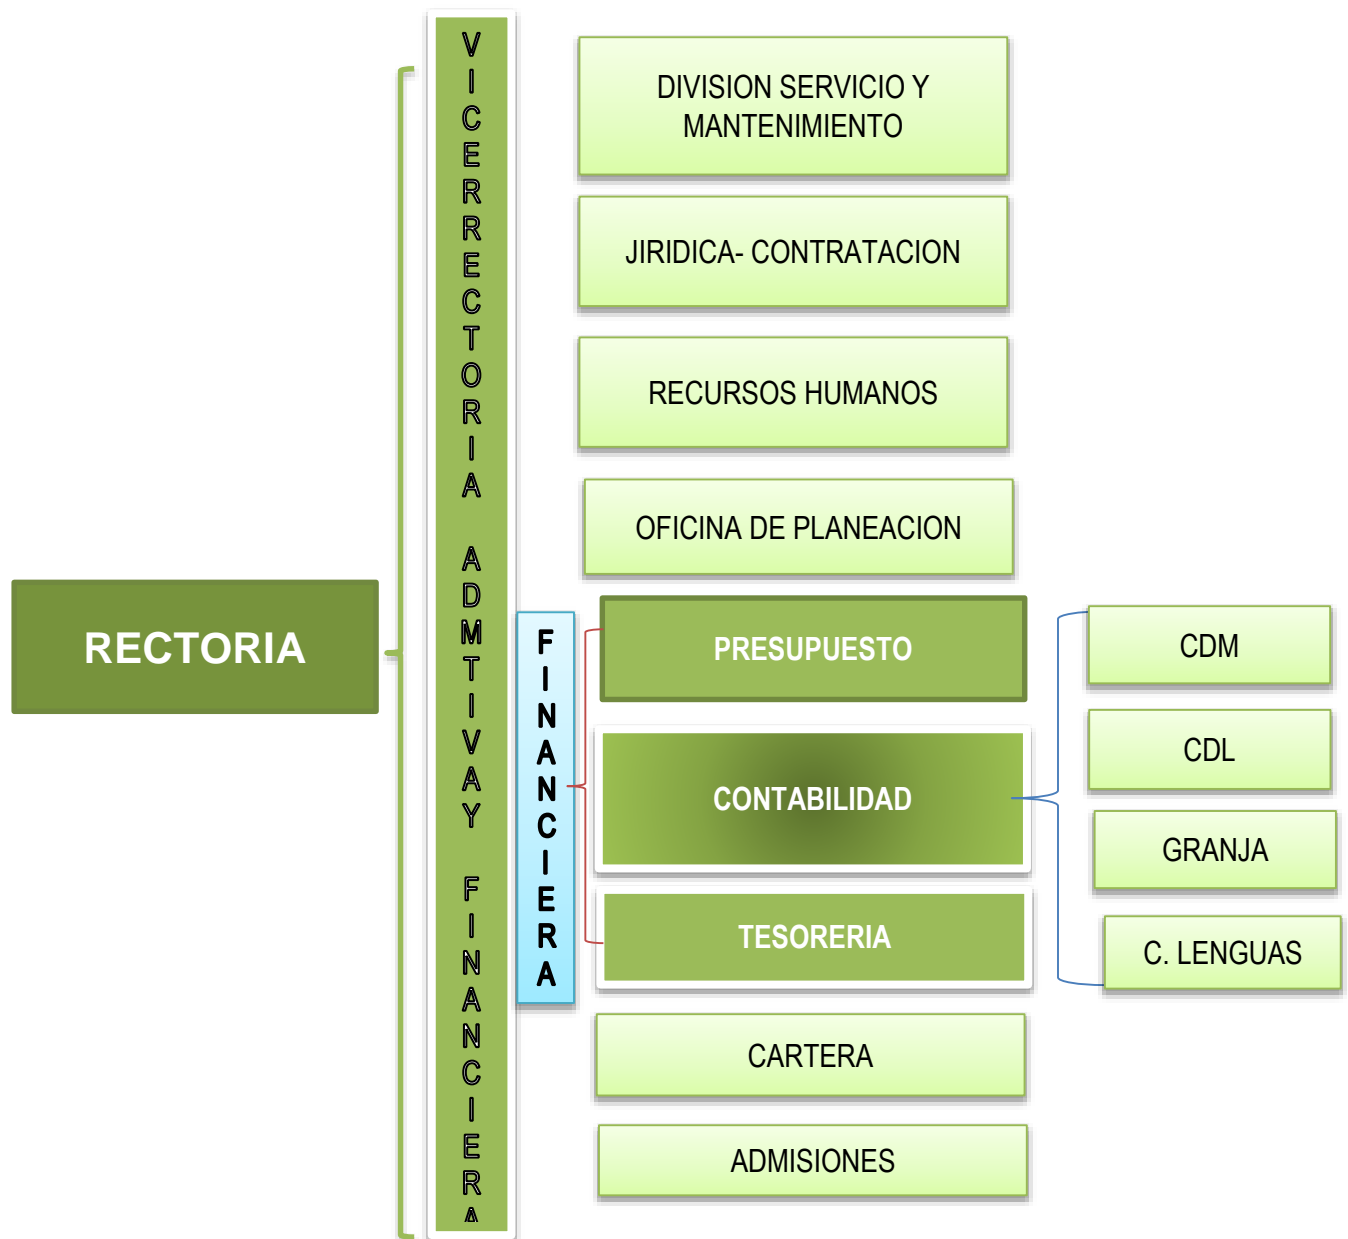 RECTORIA
VICERRECTORIA ADMTIVAY FINANCIERA
DIVISION SERVICIO Y
MANTENIMIENTO
JIRIDICA- CONTRATACION
RECURSOS HUMANOS
OFICINA DE PLANEACION
FINANCIERA
PRESUPUESTO
CONTABILIDAD
TESORERIA
CARTERA
ADMISIONES
CDM
CDL
GRANJA
C. LENGUAS